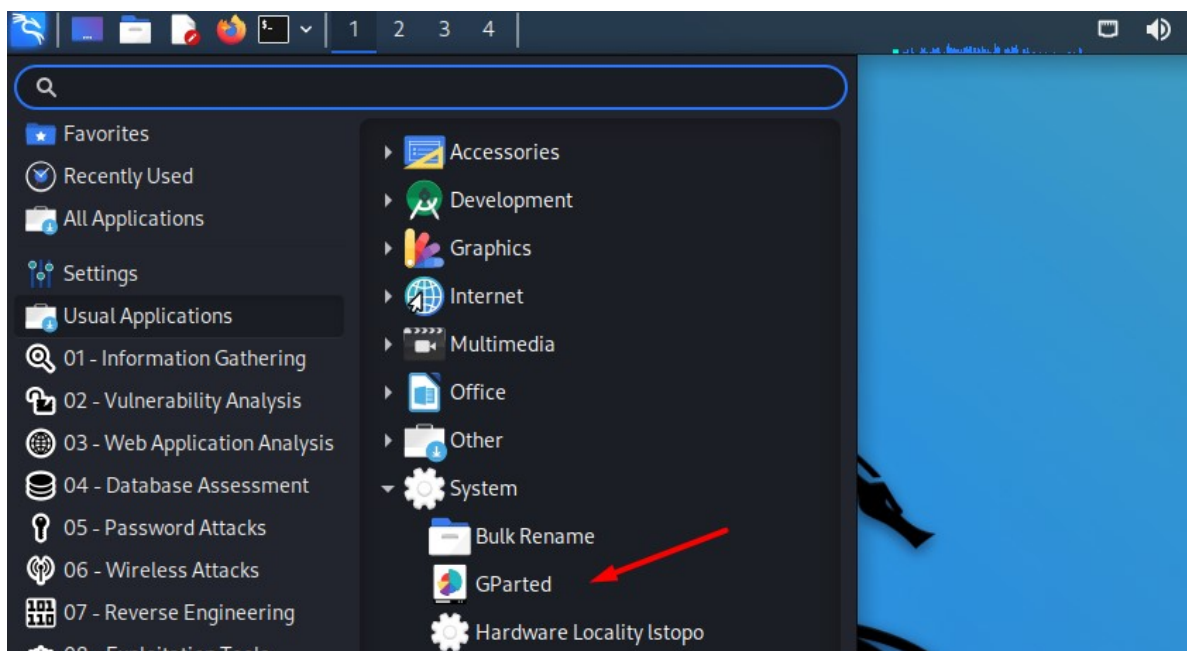 1 2 3 4
Favorites
Recently Used
All Applications
Settings
Usual Applications
01 - Information Gathering
02 - Vulnerability Analysis
03 - Web Application Analysis
04 - Database Assessment
05 - Password Attacks
06 - Wireless Attacks
07 - Reverse Engineering
Accessories
Development
Graphics
Internet
Multimedia
Office
Other
System
Bulk Rename
GParted
Hardware Locality lstopo